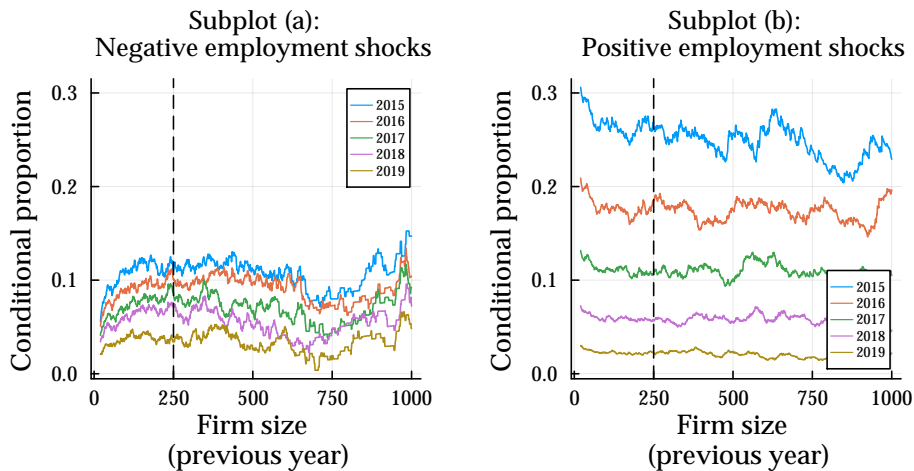 Subplot (a):
Negative employment shocks
Conditional proportion
0.3
0.2
0.1
0.0
2015
2016
2017
2018
2019
0
250
500
750
1000
Firm size
(previous year)
Subplot (b):
Positive employment shocks
Conditional proportion
0.3
0.2
0.1
0.0
2015
2016
2017
2018
2019
0
250
500
750
1000
Firm size
(previous year)